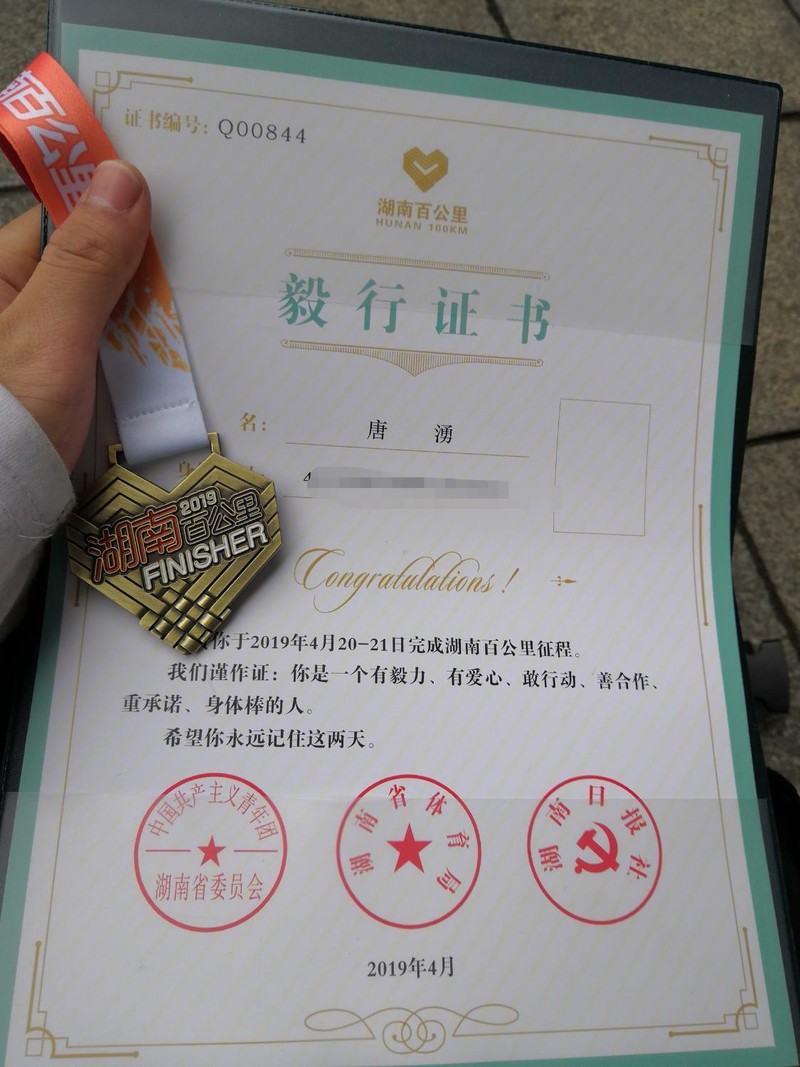 南百公里
证书编号：Q00844
湖南百公里
HUNAN 100KM
毅行证书
名：
唐 湧
4
2019
湖南百公里
FINISHER
Congratulations !
你于2019年4月20-21日完成湖南百公里征程。
我们谨作证：你是一个有毅力、有爱心、敢行动、善合作、
重承诺、身体棒的人。
希望你永远记住这两天。
中国共产主义青年团
湖南省委员会
湖南省体育局
湖南日报社
2019年4月